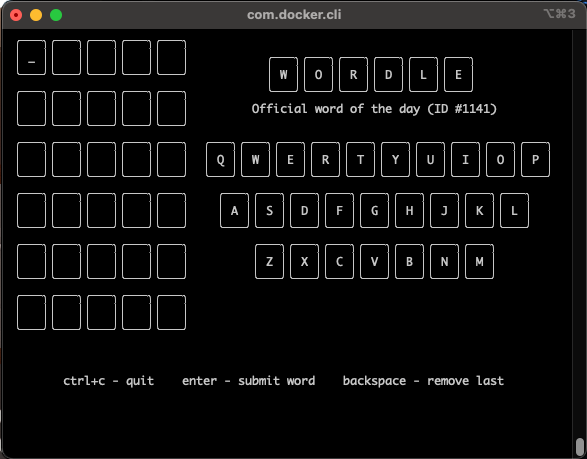 com.docker.cli
⌥⌘3
_
W O R D L E
Official word of the day (ID #1141)
Q W E R T Y U I O P
A S D F G H J K L
Z X C V B N M
ctrl+c - quit    enter - submit word    backspace - remove last